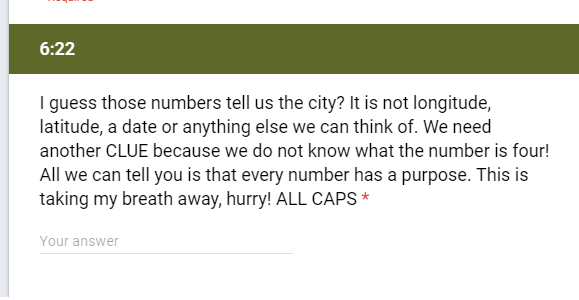 Required
6:22
I guess those numbers tell us the city? It is not longitude,
latitude, a date or anything else we can think of. We need
another CLUE because we do not know what the number is four!
All we can tell you is that every number has a purpose. This is
taking my breath away, hurry! ALL CAPS *
Your answer